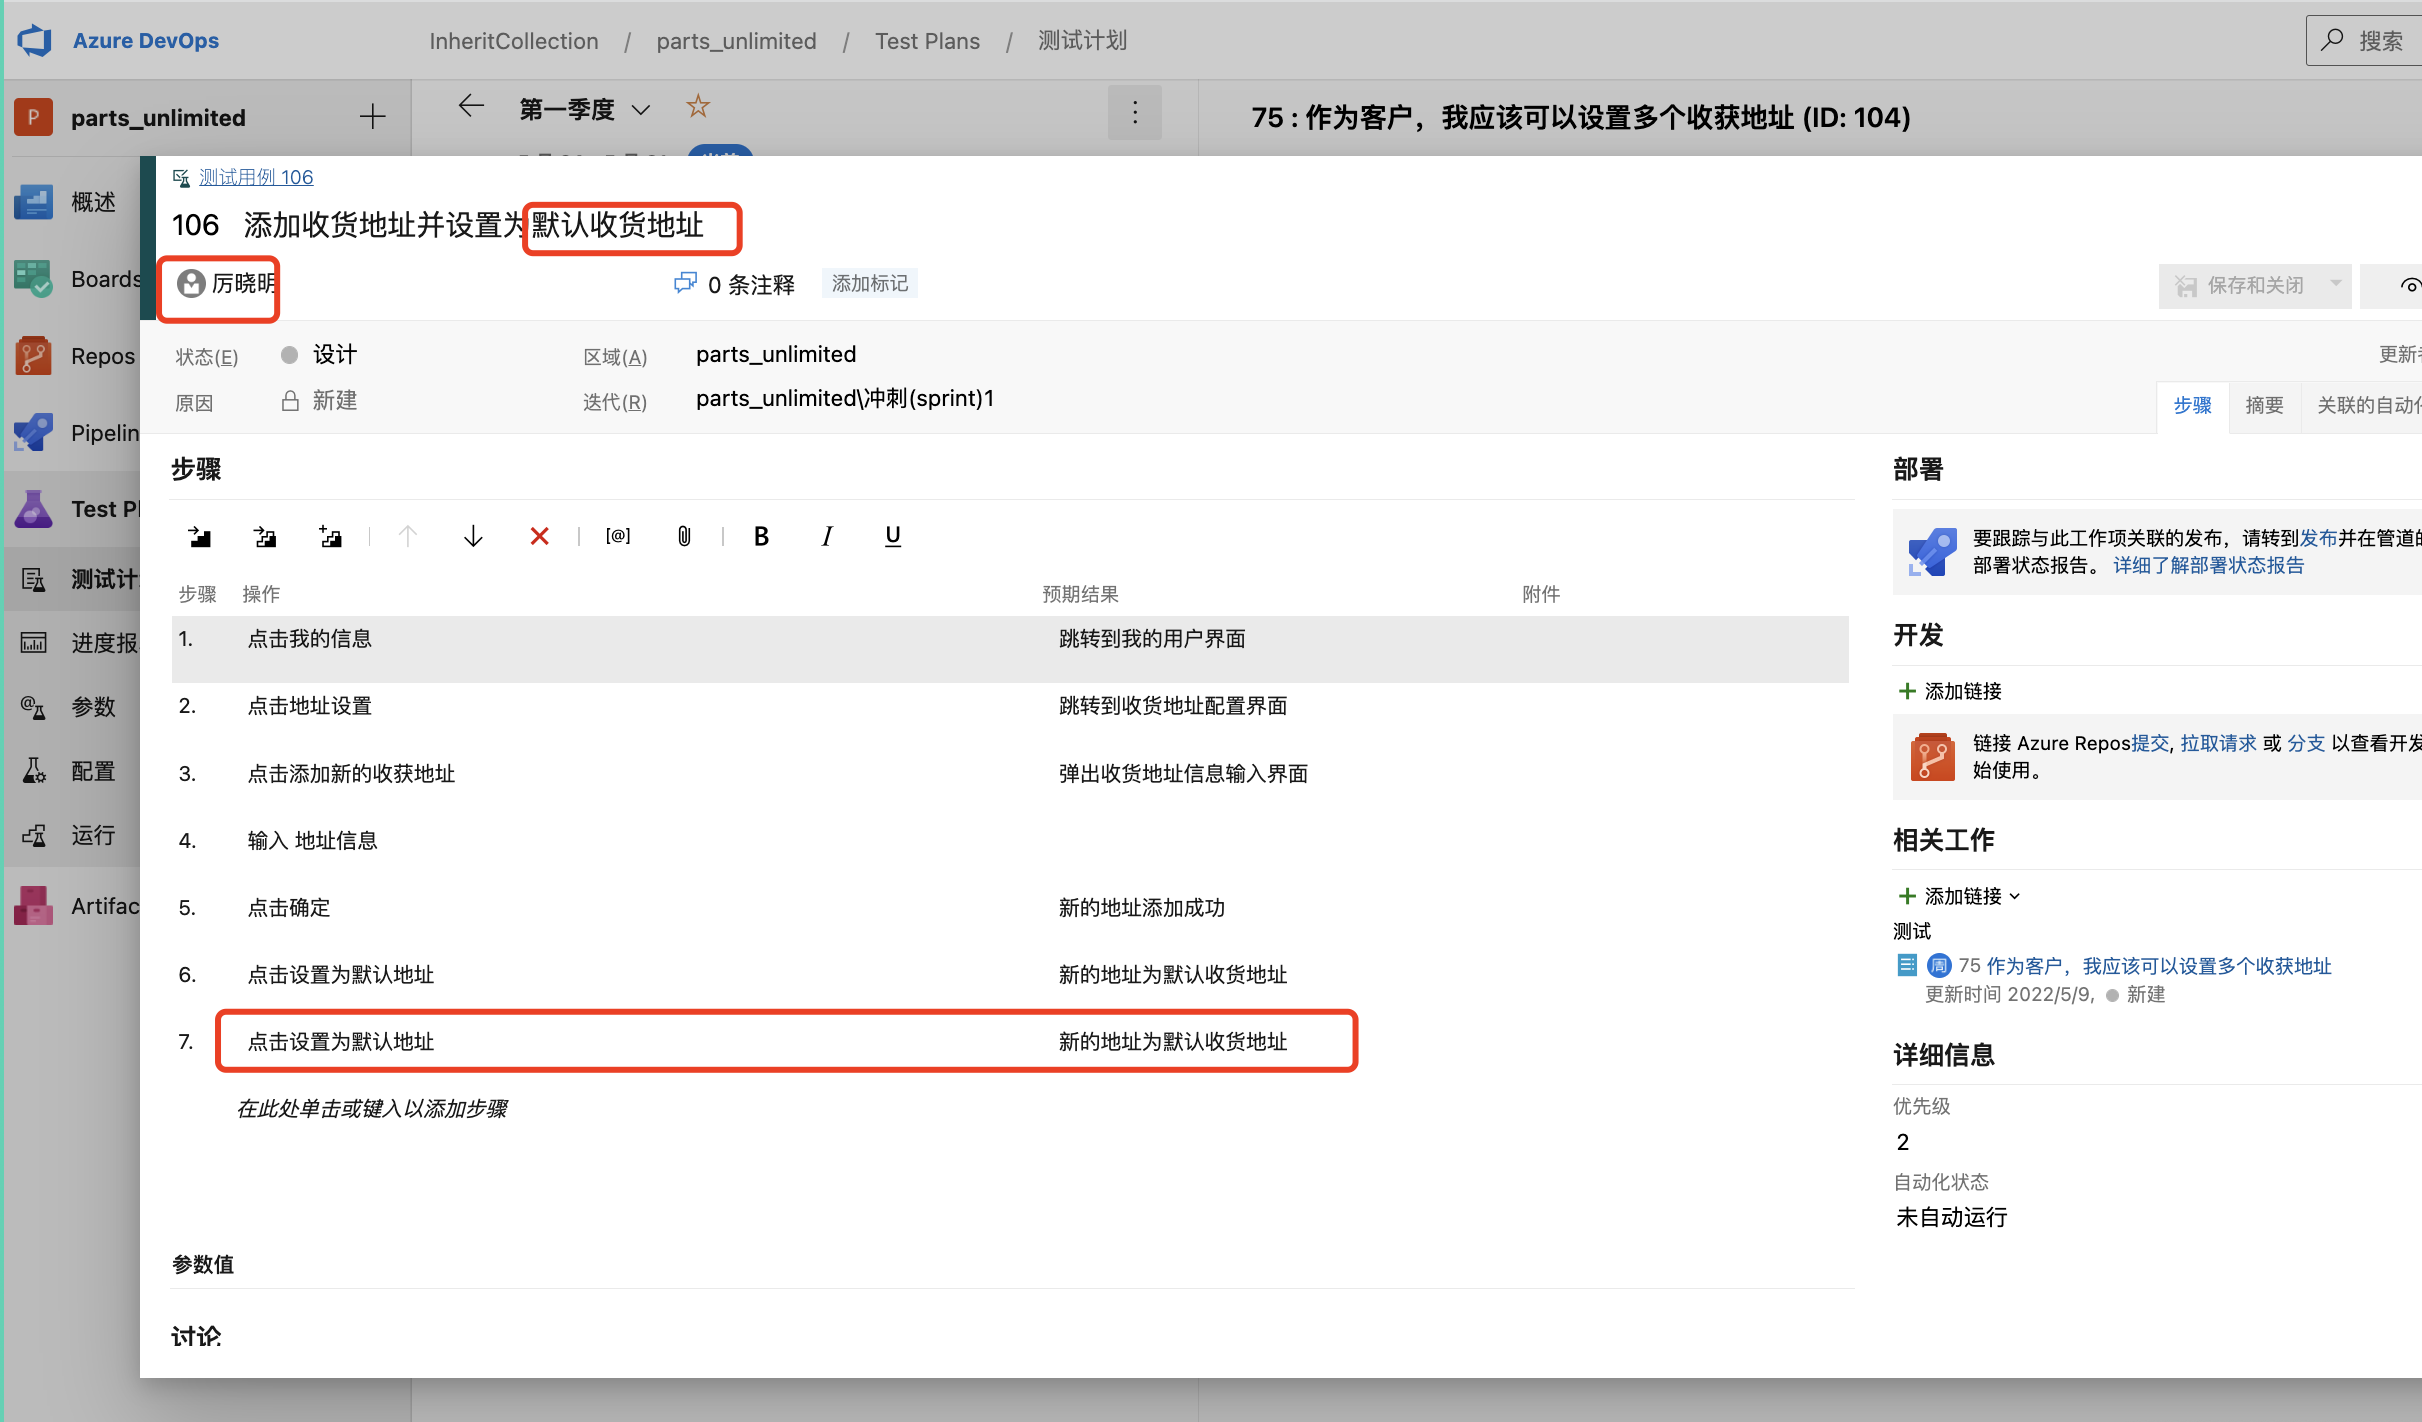 Azure DevOps
InheritCollection / parts_unlimited / Test Plans / 测试计划
搜索
P parts_unlimited
第一季度
75 : 作为客户，我应该可以设置多个收获地址 (ID: 104)
概述
Boards
Repos
Pipelin
Test Pl
测试计
进度报
参数
配置
运行
Artifac
测试用例 106
106 添加收货地址并设置为默认收货地址
厉晓明
0 条注释
添加标记
保存和关闭
状态(E) 设计
区域(A) parts_unlimited
更新者
原因 新建
迭代(R) parts_unlimited\冲刺(sprint)1
步骤 摘要 关联的自动化
步骤
[@] B I U
步骤 操作 预期结果 附件
1. 点击我的信息 跳转到我的用户界面
2. 点击地址设置 跳转到收货地址配置界面
3. 点击添加新的收获地址 弹出收货地址信息输入界面
4. 输入 地址信息
5. 点击确定 新的地址添加成功
6. 点击设置为默认地址 新的地址为默认收货地址
7. 点击设置为默认地址 新的地址为默认收货地址
在此处单击或键入以添加步骤
参数值
讨论
部署
要跟踪与此工作项关联的发布，请转到发布并在管道的
部署状态报告。 详细了解部署状态报告
开发
添加链接
链接 Azure Repos提交, 拉取请求 或 分支 以查看开发
始使用。
相关工作
添加链接
测试
周 75 作为客户，我应该可以设置多个收获地址
更新时间 2022/5/9, 新建
详细信息
优先级
2
自动化状态
未自动运行